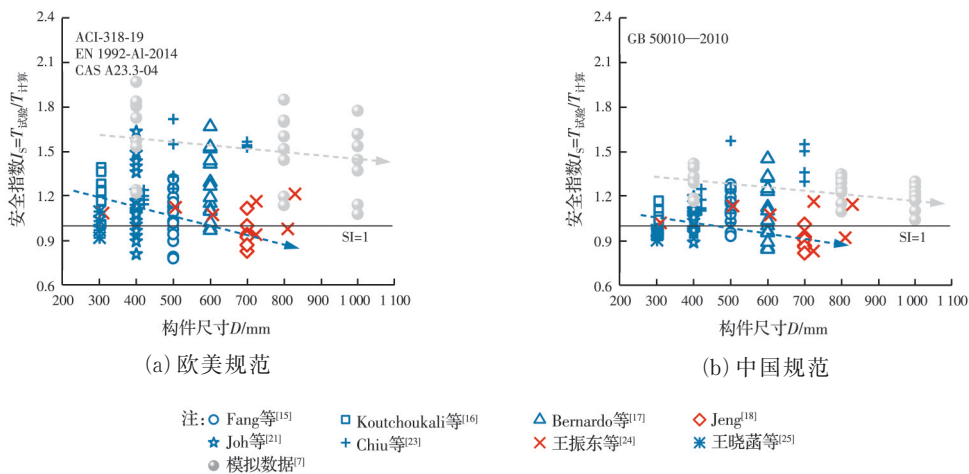 2.4
2.1
1.8
1.5
1.2
0.9
0.6
安全指数I_S=T_试验/T_计算
ACI-318-19
EN 1992-Al-2014
CAS A23.3-04
SI=1
200 300 400 500 600 700 800 900 1 000 1 100
构件尺寸D/mm
(a) 欧美规范
2.4
2.1
1.8
1.5
1.2
0.9
0.6
安全指数I_S=T_试验/T_计算
GB 50010—2010
SI=1
200 300 400 500 600 700 800 900 1 000 1 100
构件尺寸D/mm
(b) 中国规范
注: Fang等[15] Koutchoukali等[16] Bernardo等[17] Jeng[18]
Joh等[21] Chiu等[23] 王振东等[24] 王晓菡等[25]
模拟数据[7]